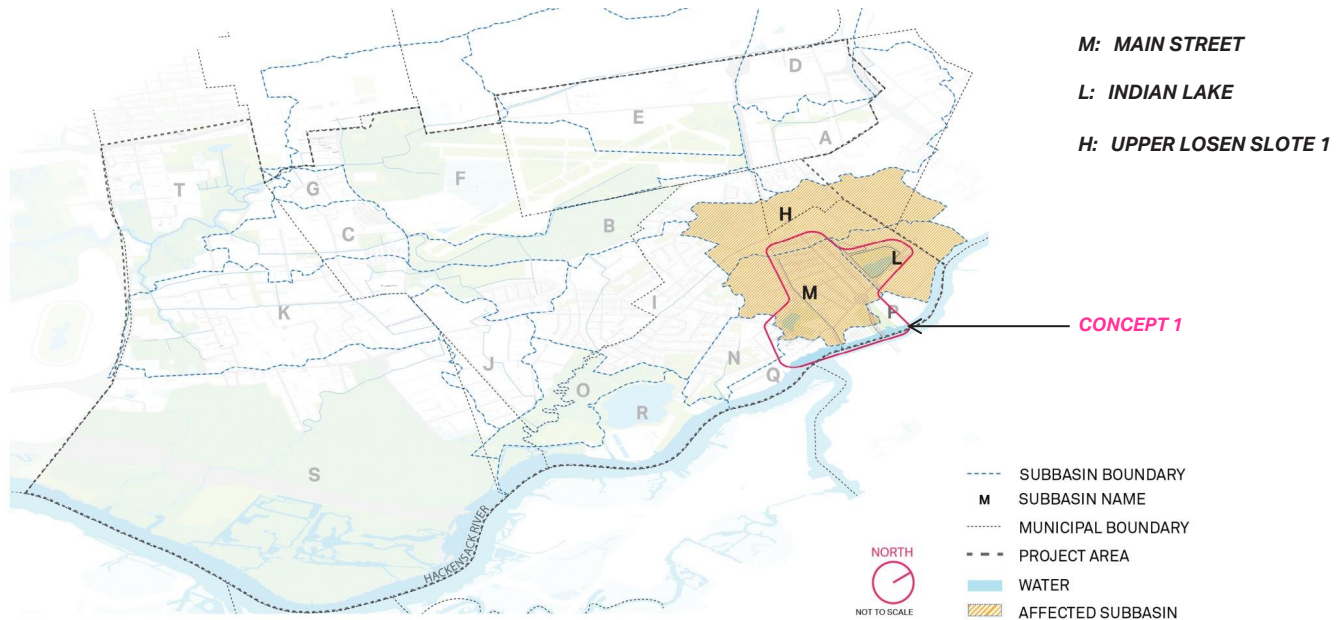 M: MAIN STREET
L: INDIAN LAKE
H: UPPER LOSEN SLOTE 1
D
E
A
T
G
F
C
B
H
L
M
K
I
P
J
N
Q
O
R
S
HACKENSACK RIVER
CONCEPT 1
NORTH
NOT TO SCALE
SUBBASIN BOUNDARY
M SUBBASIN NAME
MUNICIPAL BOUNDARY
PROJECT AREA
WATER
AFFECTED SUBBASIN